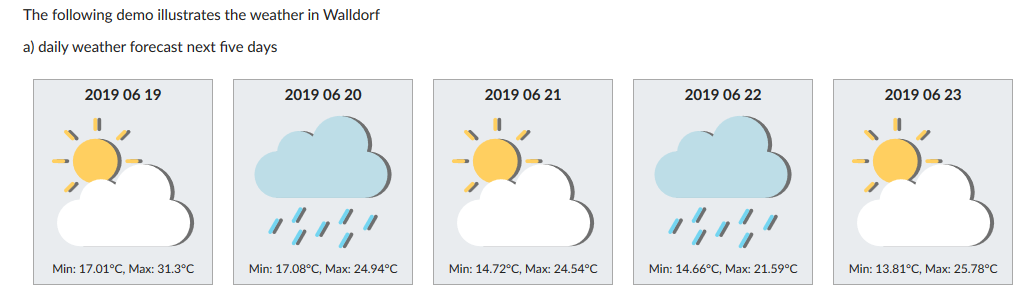 The following demo illustrates the weather in Walldorf
a) daily weather forecast next five days
2019 06 19
2019 06 20
2019 06 21
2019 06 22
2019 06 23
Min: 17.01°C, Max: 31.3°C
Min: 17.08°C, Max: 24.94°C
Min: 14.72°C, Max: 24.54°C
Min: 14.66°C, Max: 21.59°C
Min: 13.81°C, Max: 25.78°C